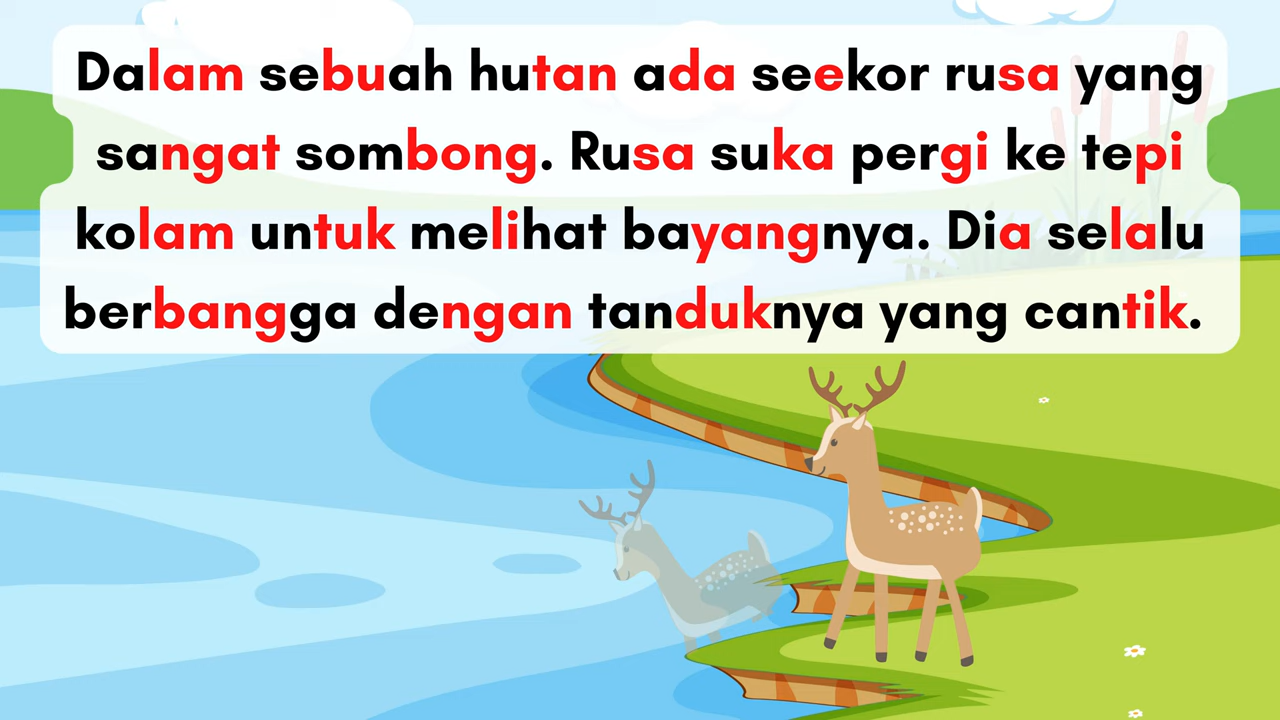 Dalam sebuah hutan ada seekor rusa yang
sangat sombong. Rusa suka pergi ke tepi
kolam untuk melihat bayangnya. Dia selalu
berbangga dengan tanduknya yang cantik.